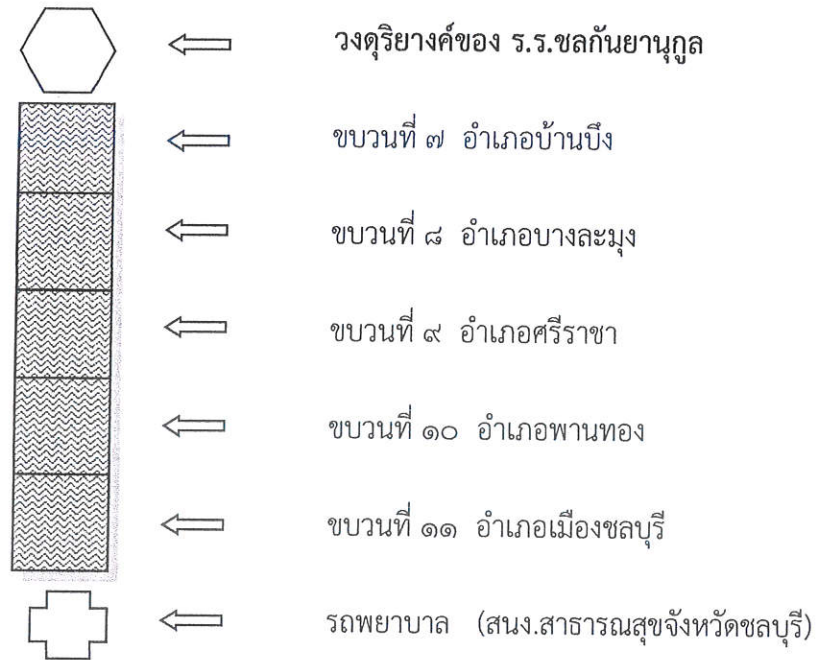 วงดุริยางค์ของ ร.ร.ชลกันยานุกูล
ขบวนที่ ๗ อำเภอบ้านบึง
ขบวนที่ ๘ อำเภอบางละมุง
ขบวนที่ ๙ อำเภอศรีราชา
ขบวนที่ ๑๐ อำเภอพานทอง
ขบวนที่ ๑๑ อำเภอเมืองชลบุรี
รถพยาบาล (สนง.สาธารณสุขจังหวัดชลบุรี)